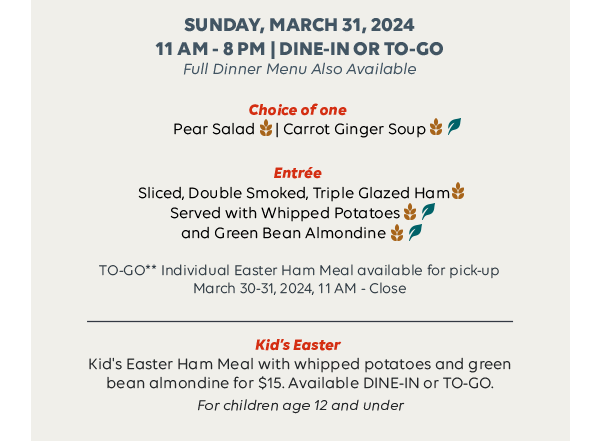 SUNDAY, MARCH 31, 2024
11 AM - 8 PM | DINE-IN OR TO-GO
Full Dinner Menu Also Available
Choice of one
Pear Salad | Carrot Ginger Soup
Entrée
Sliced, Double Smoked, Triple Glazed Ham
Served with Whipped Potatoes
and Green Bean Almondine
TO-GO** Individual Easter Ham Meal available for pick-up
March 30-31, 2024, 11 AM - Close
Kid's Easter
Kid's Easter Ham Meal with whipped potatoes and green
bean almondine for $15. Available DINE-IN or TO-GO.
For children age 12 and under